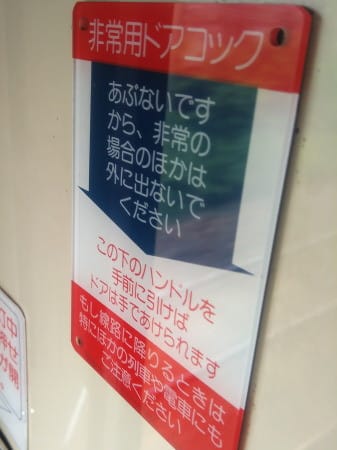 非常用ドアコック
あぶないです
から、非常の
場合のほかは
外に出ないで
ください
この下のハンドルを
手前に引けば
ドアは手であけられます
もし線路に降りるときは
特にほかの列車や電車にも
ご注意ください